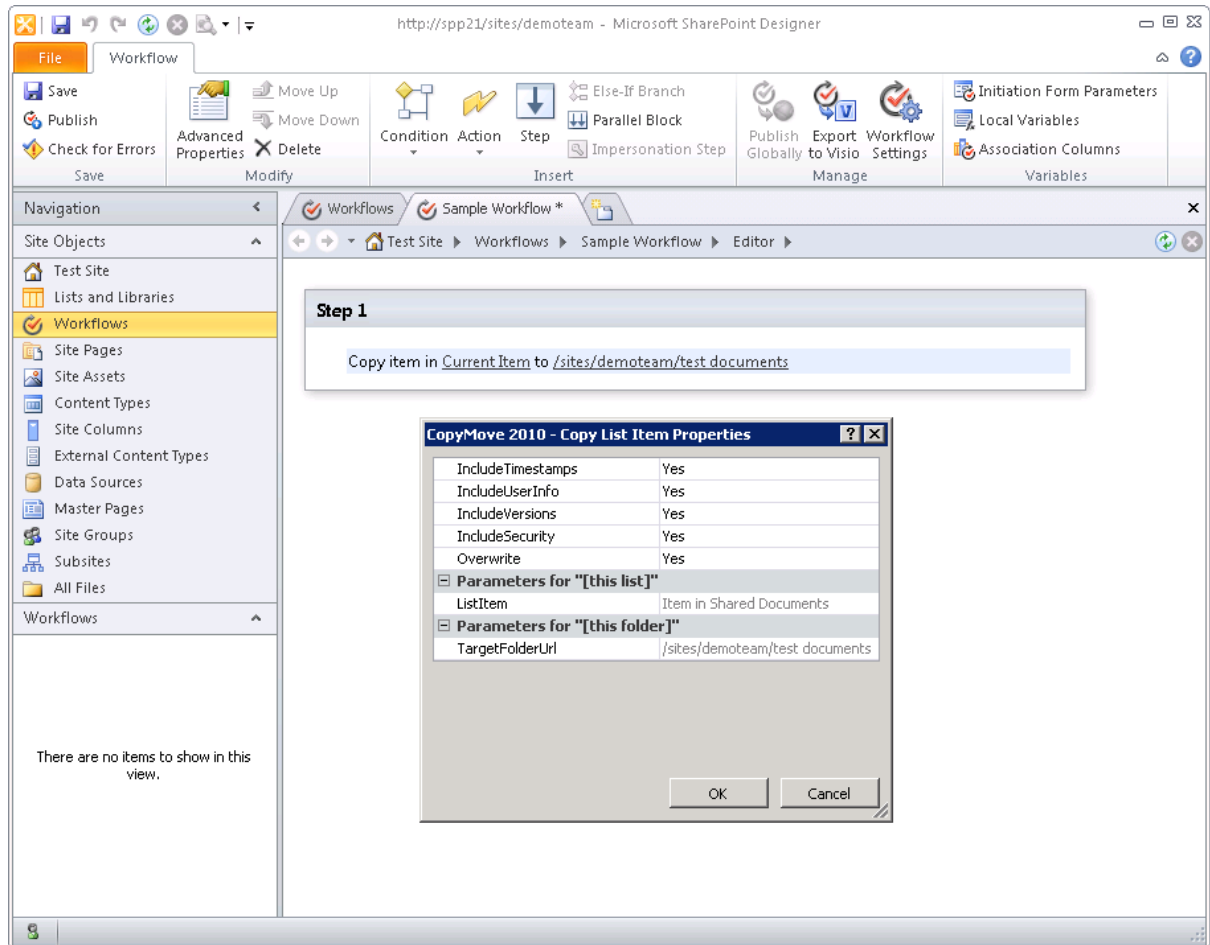 http://spp21/sites/demoteam - Microsoft SharePoint Designer
File Workflow
Save
Publish
Check for Errors
Save
Advanced Properties
Move Up
Move Down
Delete
Modify
Condition Action Step
Else-If Branch
Parallel Block
Impersonation Step
Insert
Publish Globally
Export to Visio
Workflow Settings
Manage
Initiation Form Parameters
Local Variables
Association Columns
Variables
Navigation
Workflows Sample Workflow *
Site Objects
Test Site Workflows Sample Workflow Editor
Test Site
Lists and Libraries
Workflows
Site Pages
Site Assets
Content Types
Site Columns
External Content Types
Data Sources
Master Pages
Site Groups
Subsites
All Files
Workflows
There are no items to show in this
view.
Step 1
Copy item in Current Item to /sites/demoteam/test documents
CopyMove 2010 - Copy List Item Properties
IncludeTimestamps Yes
IncludeUserInfo Yes
IncludeVersions Yes
IncludeSecurity Yes
Overwrite Yes
Parameters for "[this list]"
ListItem Item in Shared Documents
Parameters for "[this folder]"
TargetFolderUrl /sites/demoteam/test documents
OK Cancel